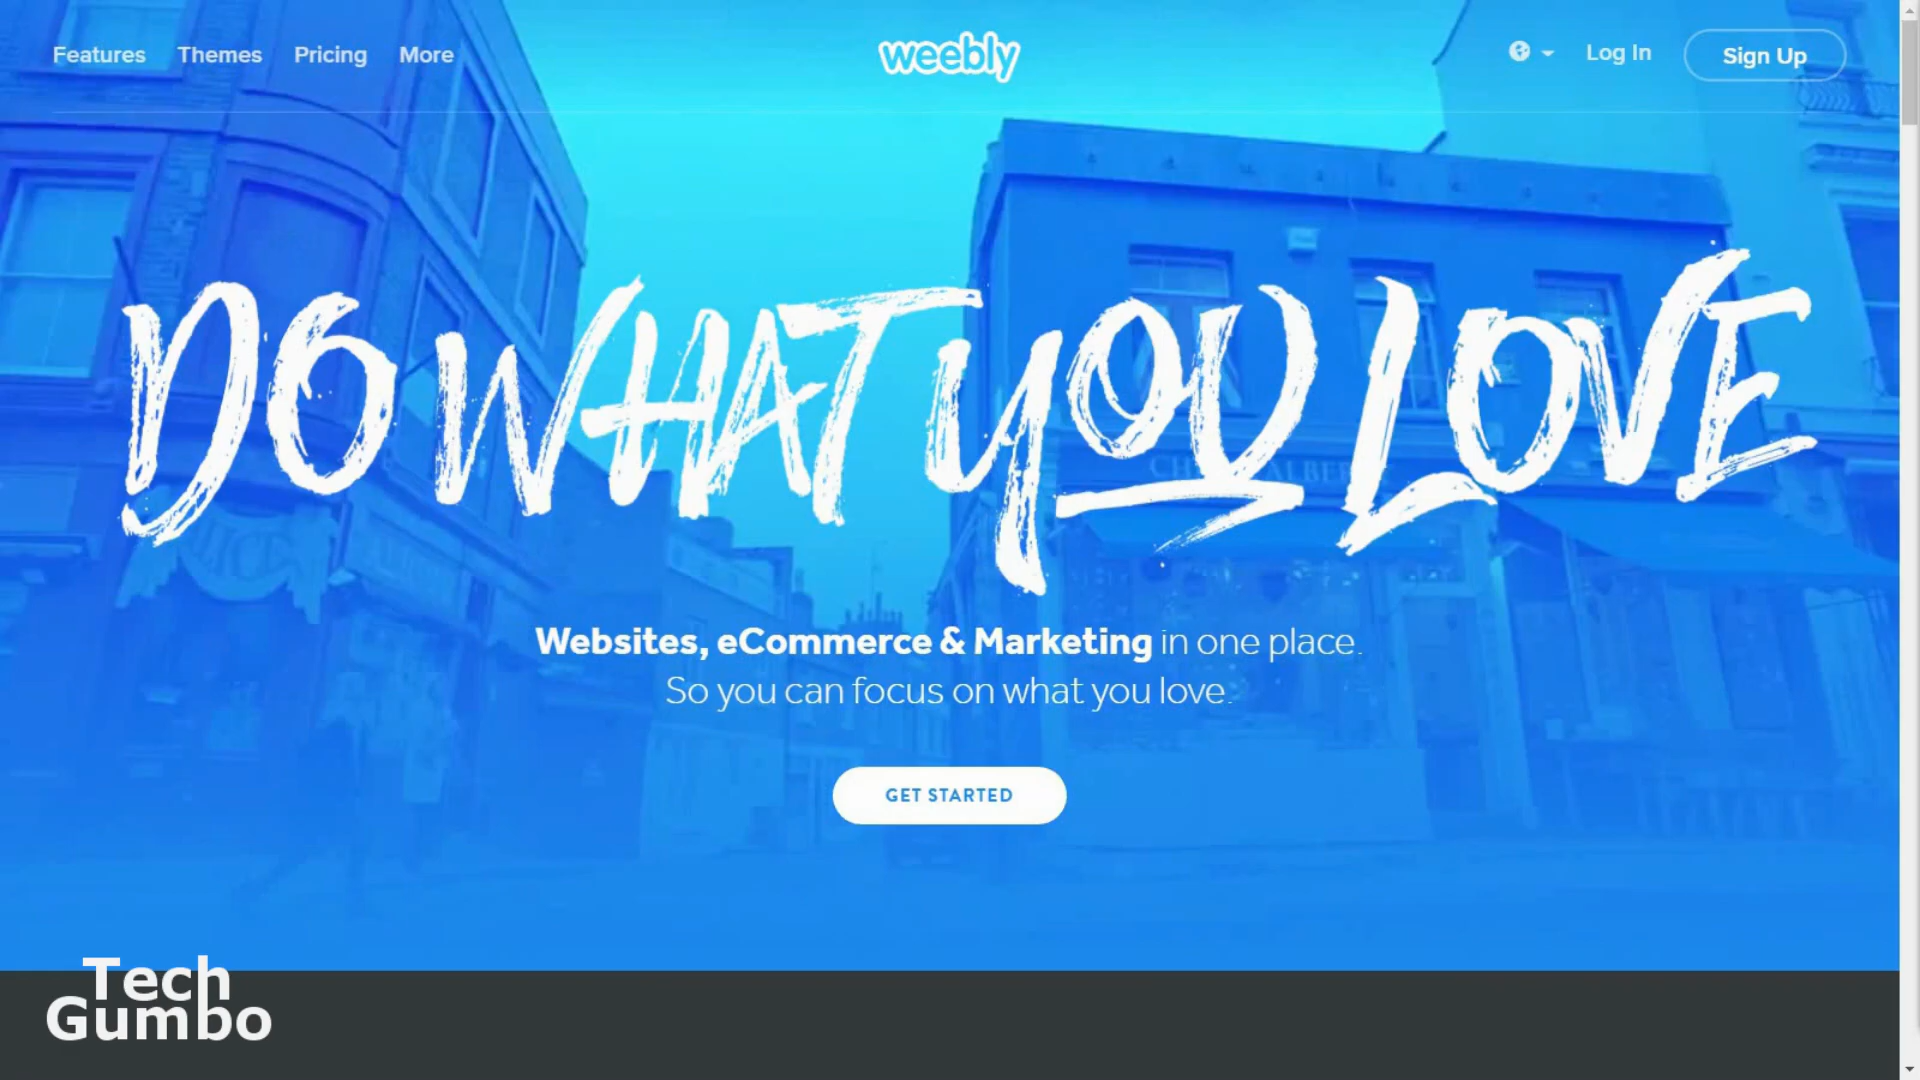 Features Themes Pricing More weebly Log In Sign Up
DO WHAT YOU LOVE
Websites, eCommerce & Marketing in one place.
So you can focus on what you love.
GET STARTED
Tech
Gumbo